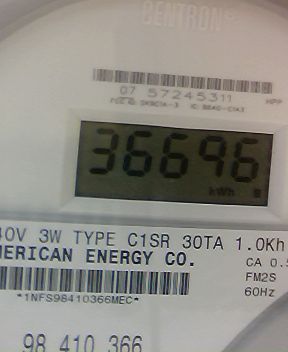 CENTRON®
07 57245311
HPP
36696
kWh
40V 3W TYPE C1SR 30TA 1.0Kh
MERICAN ENERGY CO.
CA 0.5
FM2S
*1NFS98410366MEC*
60Hz
98 410 366